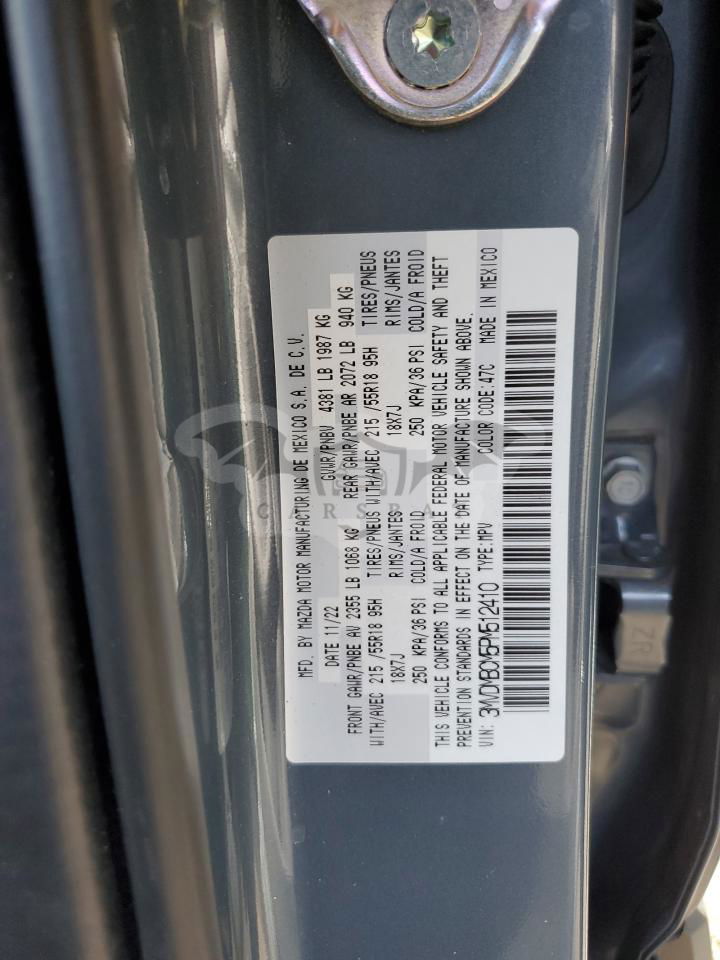 MFD. BY MAZDA MOTOR MANUFACTURING DE MEXICO S.A. DE C.V.
DATE 11/22 GVWR/PNBV 4381 LB 1987 KG
FRONT GAWR/PNBE AV 2355 LB 1068 KG REAR GAWR/PNBE AR 2072 LB 940 KG
WITH/AVEC 215 /55R18 95H TIRES/PNEUS WITH/AVEC 215 /55R18 95H TIRES/PNEUS
18X7J RIMS/JANTES 18X7J RIMS/JANTES
250 KPA/36 PSI COLD/A FROID 250 KPA/36 PSI COLD/A FROID
THIS VEHICLE CONFORMS TO ALL APPLICABLE FEDERAL MOTOR VEHICLE SAFETY AND THEFT
PREVENTION STANDARDS IN EFFECT ON THE DATE OF MANUFACTURE SHOWN ABOVE.
VIN: 3MVDMBCM5PM512410 TYPE:MPV COLOR CODE:47C MADE IN MEXICO
ZR